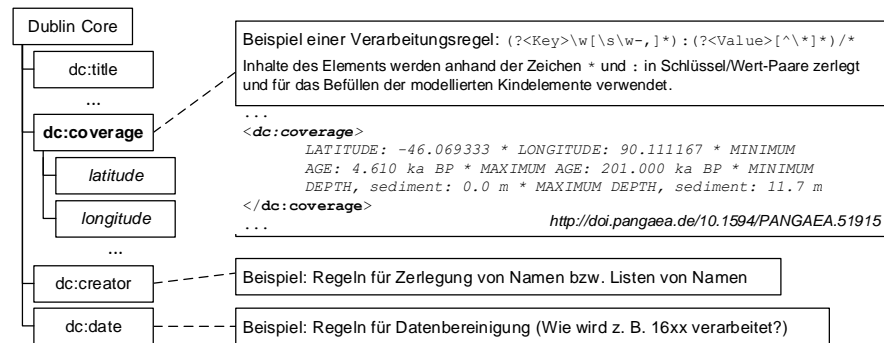 Dublin Core
dc:title
...
dc:coverage
latitude
longitude
...
dc:creator
dc:date
Beispiel einer Verarbeitungsregel: (?<Key>\w[\s\w-,]*):(?<Value>[^\*]*)/*
Inhalte des Elements werden anhand der Zeichen * und : in Schlüssel/Wert-Paare zerlegt
und für das Befüllen der modellierten Kindelemente verwendet.
...
<dc:coverage>
LATITUDE: -46.069333 * LONGITUDE: 90.111167 * MINIMUM
AGE: 4.610 ka BP * MAXIMUM AGE: 201.000 ka BP * MINIMUM
DEPTH, sediment: 0.0 m * MAXIMUM DEPTH, sediment: 11.7 m
</dc:coverage>
... http://doi.pangaea.de/10.1594/PANGAEA.51915
Beispiel: Regeln für Zerlegung von Namen bzw. Listen von Namen
Beispiel: Regeln für Datenbereinigung (Wie wird z. B. 16xx verarbeitet?)